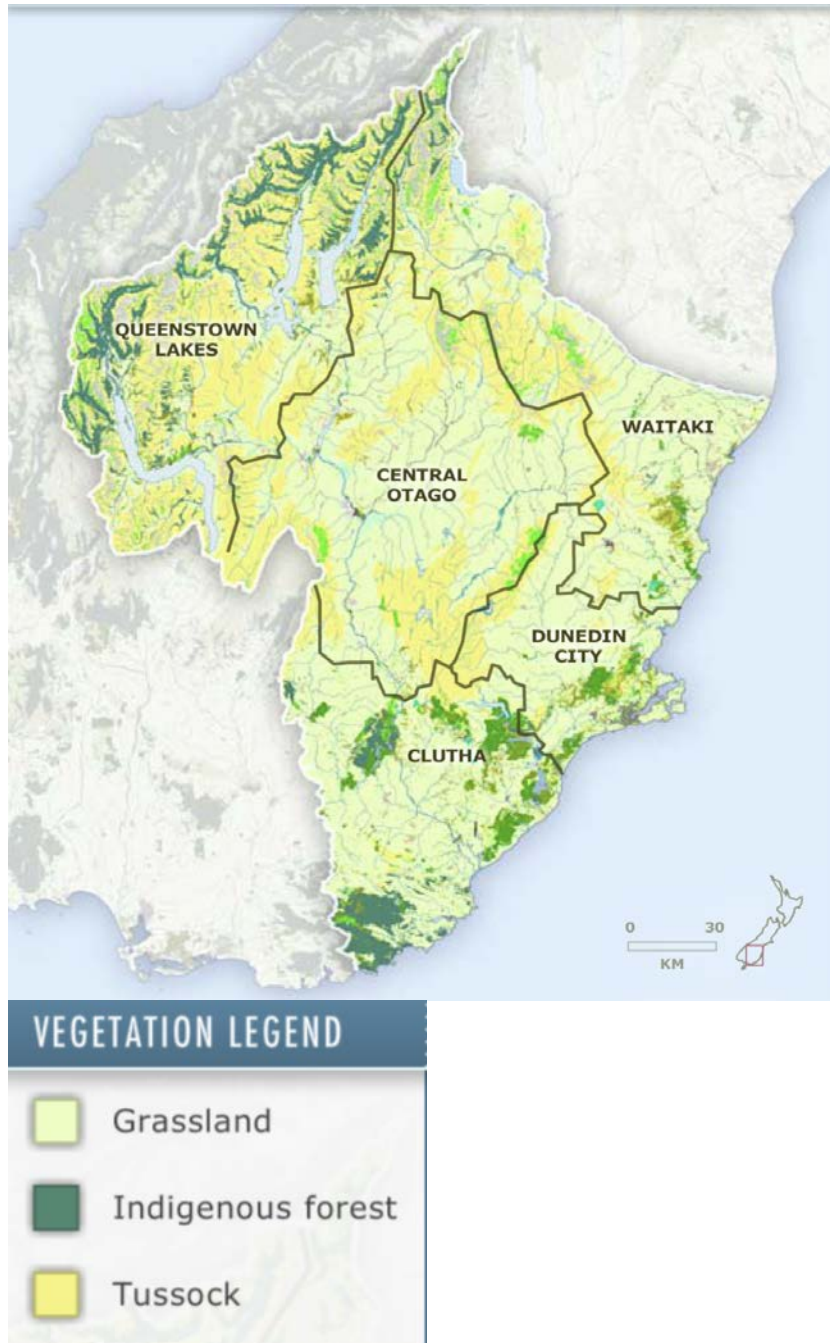 QUEENSTOWN
LAKES
WAITAKI
CENTRAL
OTAGO
DUNEDIN
CITY
CLUTHA
0 30
KM
VEGETATION LEGEND
Grassland
Indigenous forest
Tussock